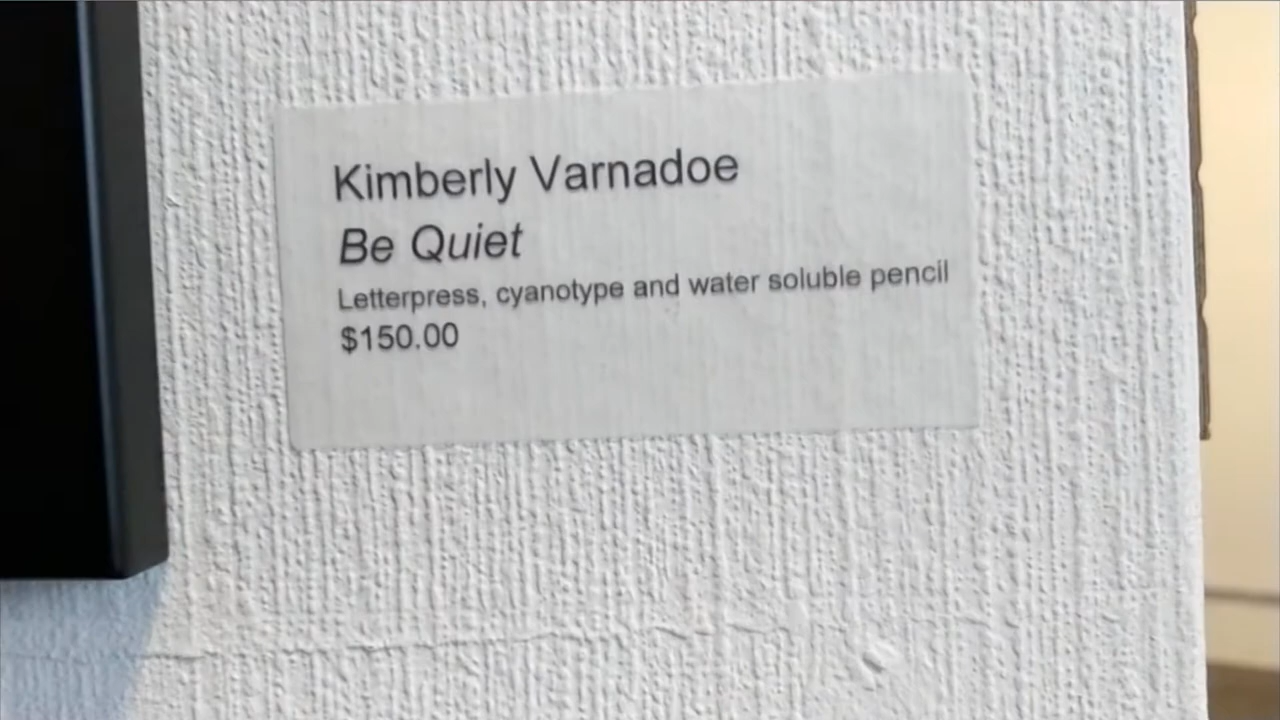 Kimberly Varnadoe
Be Quiet
Letterpress, cyanotype and water soluble pencil
$150.00